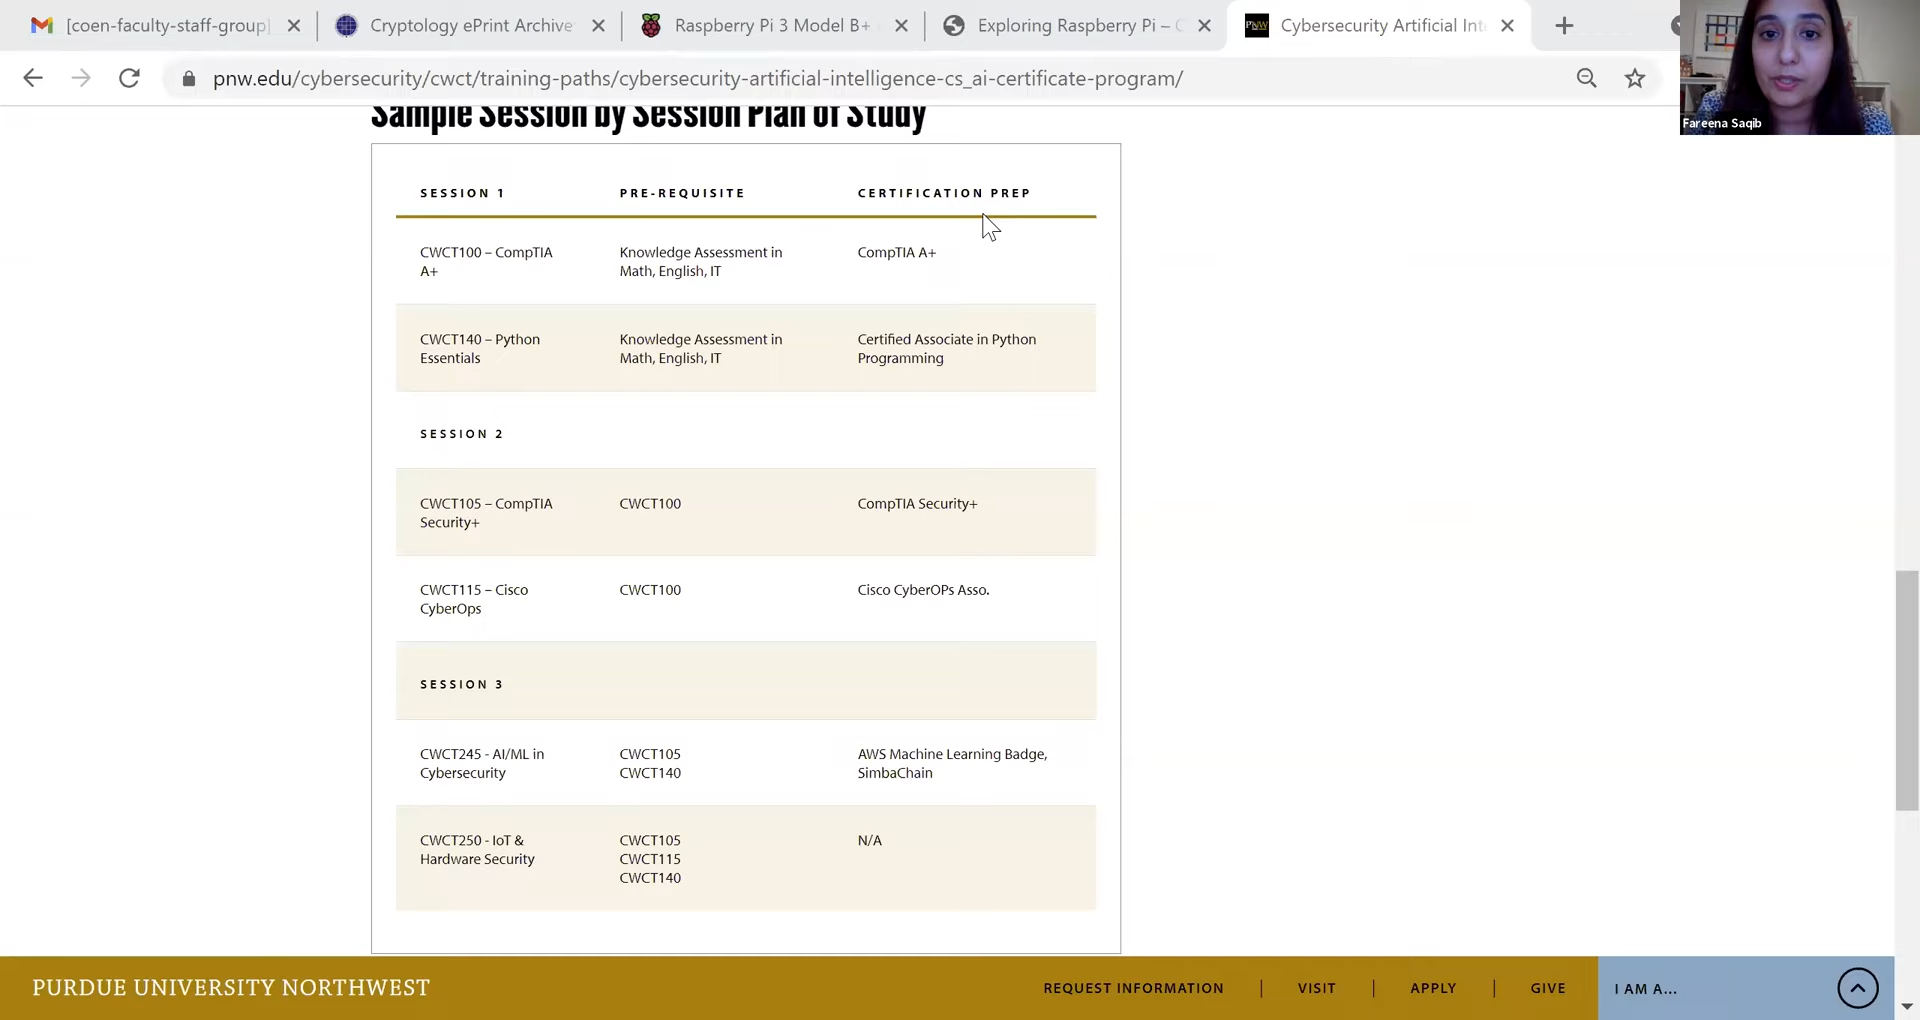 [coen-faculty-staff-group]
Cryptology ePrint Archive
Raspberry Pi 3 Model B+
Exploring Raspberry Pi – C
Cybersecurity Artificial Int
pnw.edu/cybersecurity/cwct/training-paths/cybersecurity-artificial-intelligence-cs_ai-certificate-program/
Fareena Saqib
Sample Session by Session Plan of Study
SESSION 1 PRE-REQUISITE CERTIFICATION PREP
CWCT100 – CompTIA Knowledge Assessment in CompTIA A+
A+ Math, English, IT
CWCT140 – Python Knowledge Assessment in Certified Associate in Python
Essentials Math, English, IT Programming
SESSION 2
CWCT105 – CompTIA CWCT100 CompTIA Security+
Security+
CWCT115 – Cisco CWCT100 Cisco CyberOPs Asso.
CyberOps
SESSION 3
CWCT245 - AI/ML in CWCT105 AWS Machine Learning Badge,
Cybersecurity CWCT140 SimbaChain
CWCT250 - IoT & CWCT105 N/A
Hardware Security CWCT115
CWCT140
PURDUE UNIVERSITY NORTHWEST REQUEST INFORMATION VISIT APPLY GIVE I AM A...